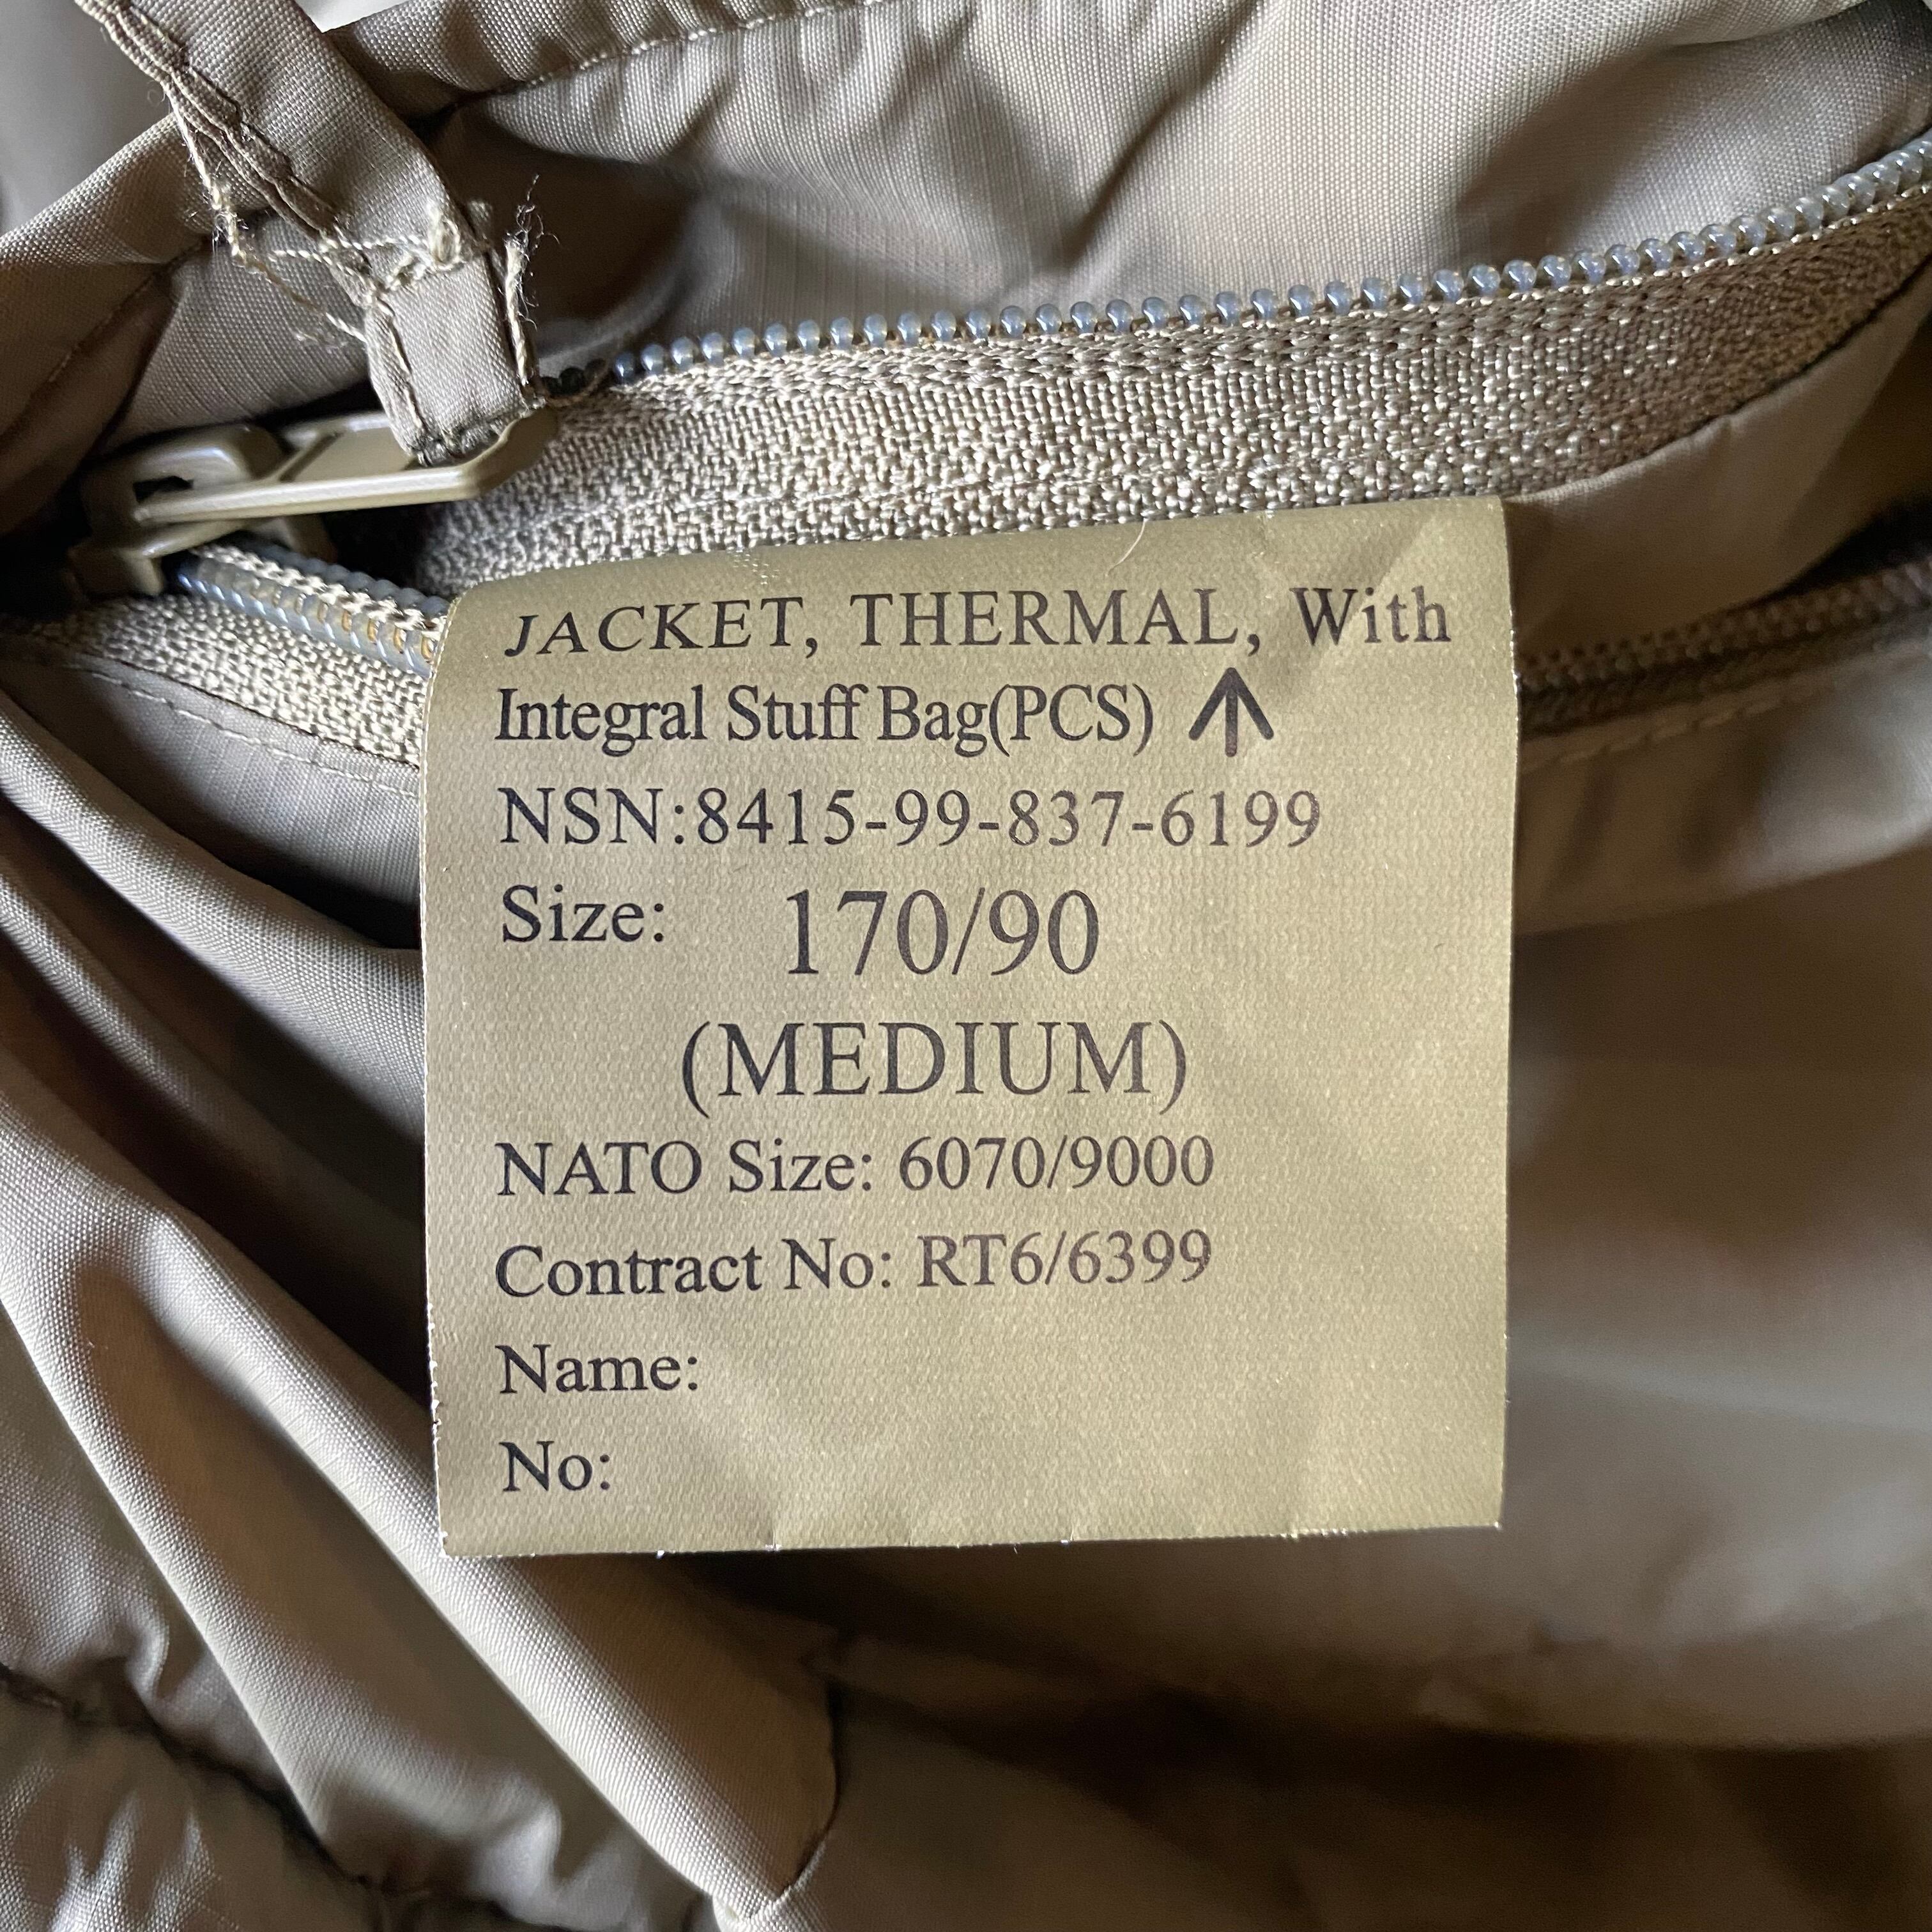 JACKET, THERMAL, With
Integral Stuff Bag(PCS) ↑
NSN:8415-99-837-6199
Size: 170/90
(MEDIUM)
NATO Size: 6070/9000
Contract No: RT6/6399
Name:
No: